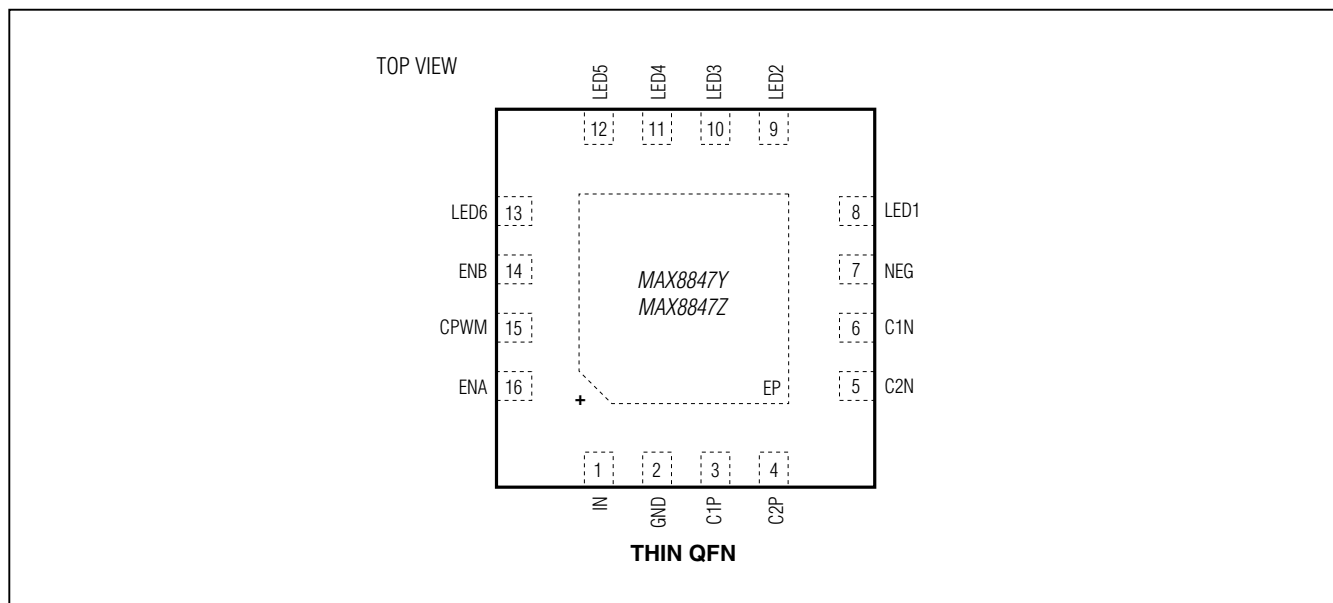 TOP VIEW
LED5 LED4 LED3 LED2
12 11 10 9
LED6 13 8 LED1
ENB 14 7 NEG
MAX8847Y
MAX8847Z
CPWM 15 6 C1N
ENA 16 5 C2N
EP
+
1 2 3 4
IN GND C1P C2P
THIN QFN